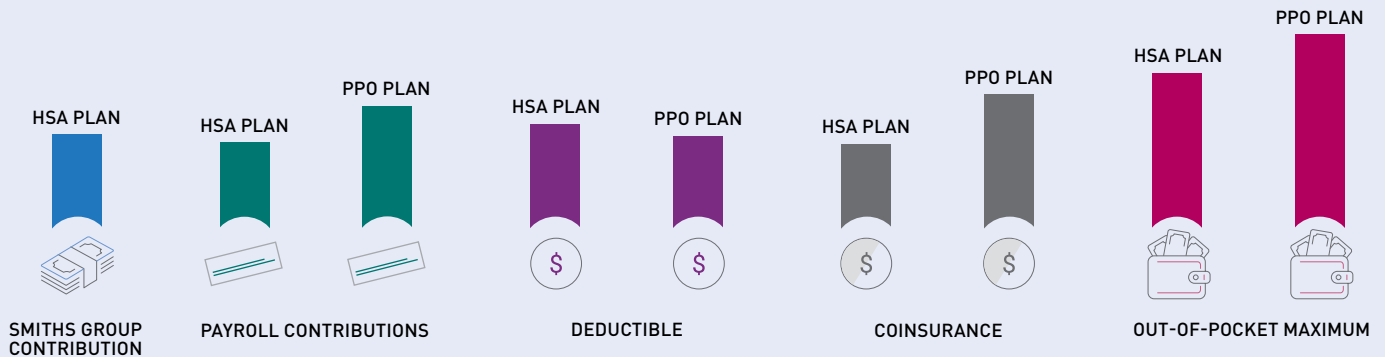 HSA PLAN
SMITHS GROUP
CONTRIBUTION
HSA PLAN
PPO PLAN
PAYROLL CONTRIBUTIONS
HSA PLAN
PPO PLAN
$
$
DEDUCTIBLE
HSA PLAN
PPO PLAN
$
$
COINSURANCE
HSA PLAN
PPO PLAN
OUT-OF-POCKET MAXIMUM